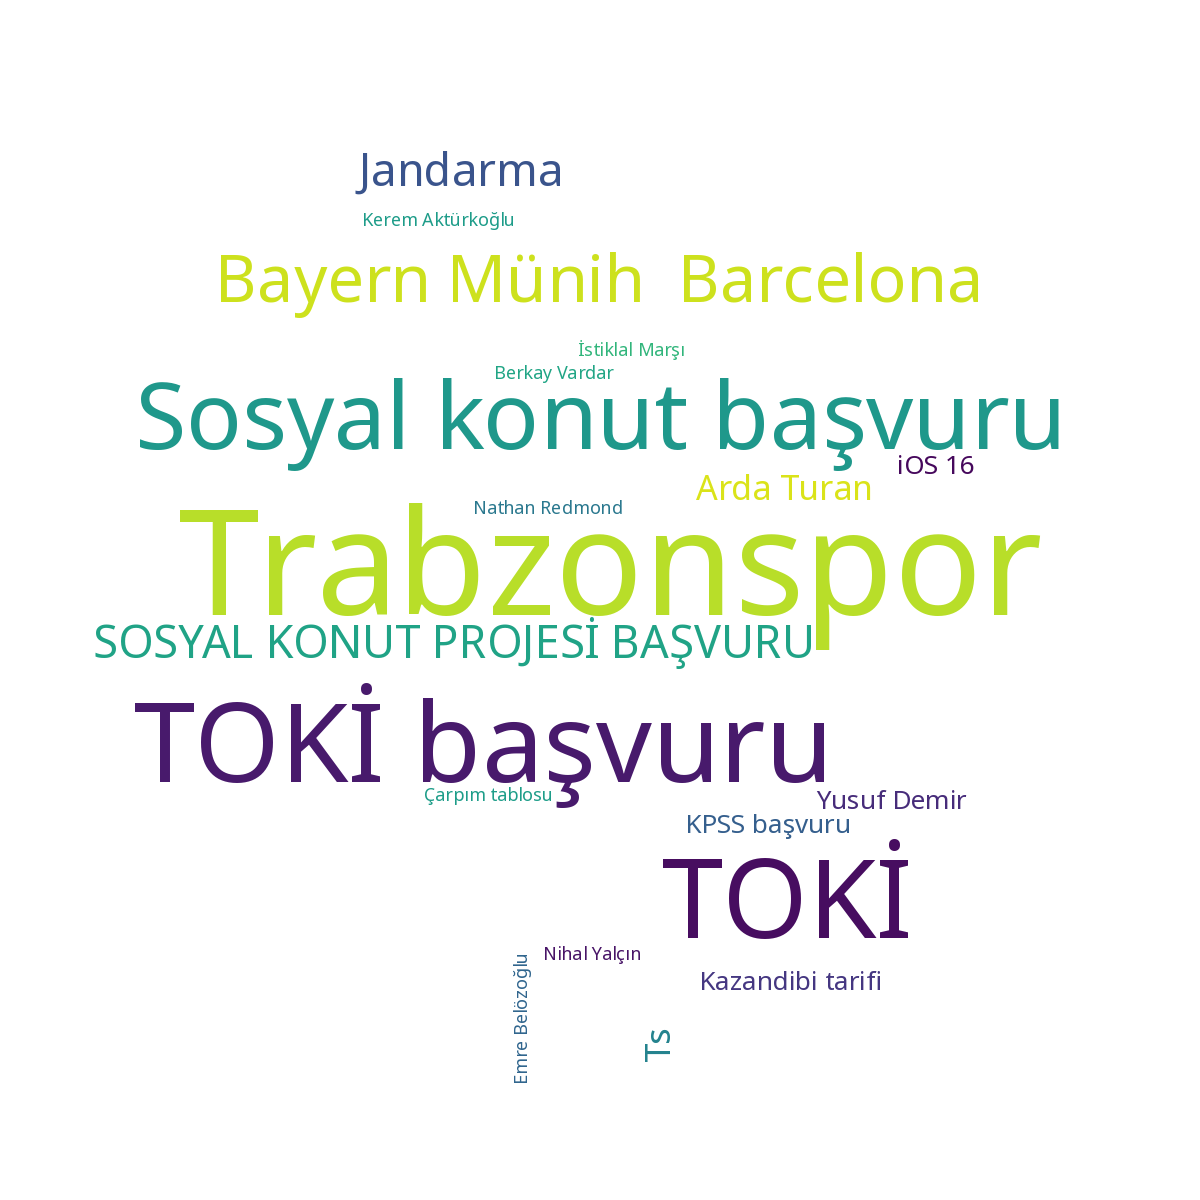 Jandarma
Kerem Aktürkoğlu
Bayern Münih  Barcelona
İstiklal Marşı
Berkay Vardar
Sosyal konut başvuru
iOS 16
Arda Turan
Nathan Redmond
Trabzonspor
SOSYAL KONUT PROJESİ BAŞVURU
TOKİ başvuru
Çarpım tablosu
Yusuf Demir
KPSS başvuru
TOKİ
Nihal Yalçın
Kazandibi tarifi
Emre Belözoğlu
Ts